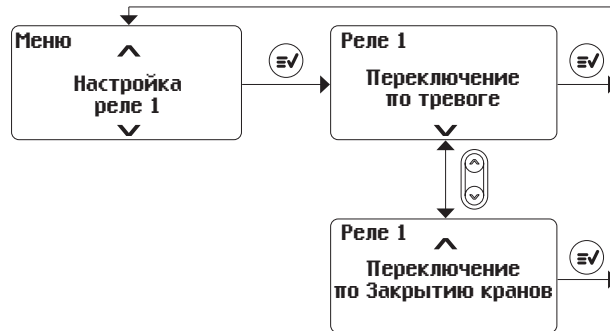 Меню
Настройка
реле 1
Реле 1
Переключение
по тревоге
Реле 1
Переключение
по Закрытию кранов